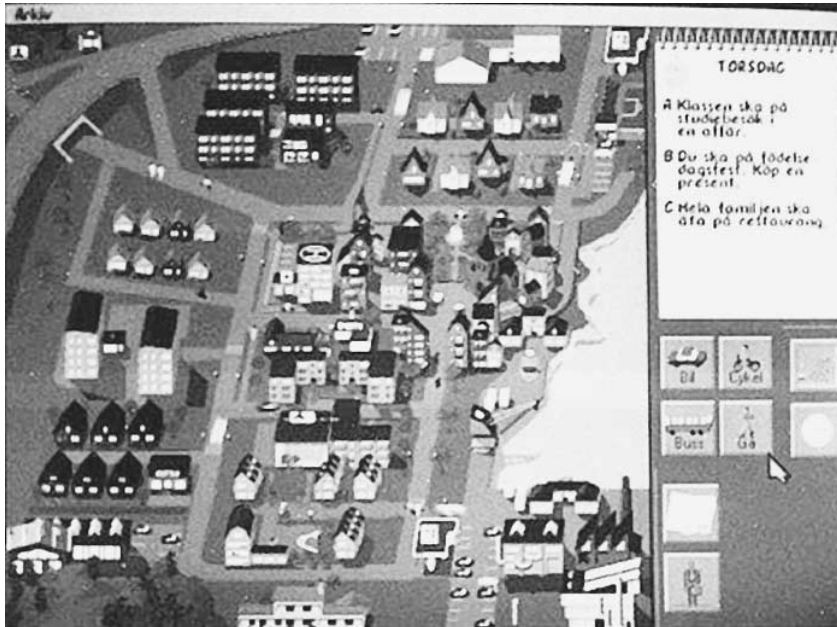 Arkiv
TORSDAG
A Klassen ska på
studiebesök i
en affär.
B Du ska på födelse
dagsfest. Köp en
present.
C Hela familjen ska
äta på restaurang
Bil
Cykel
Buss
Gå